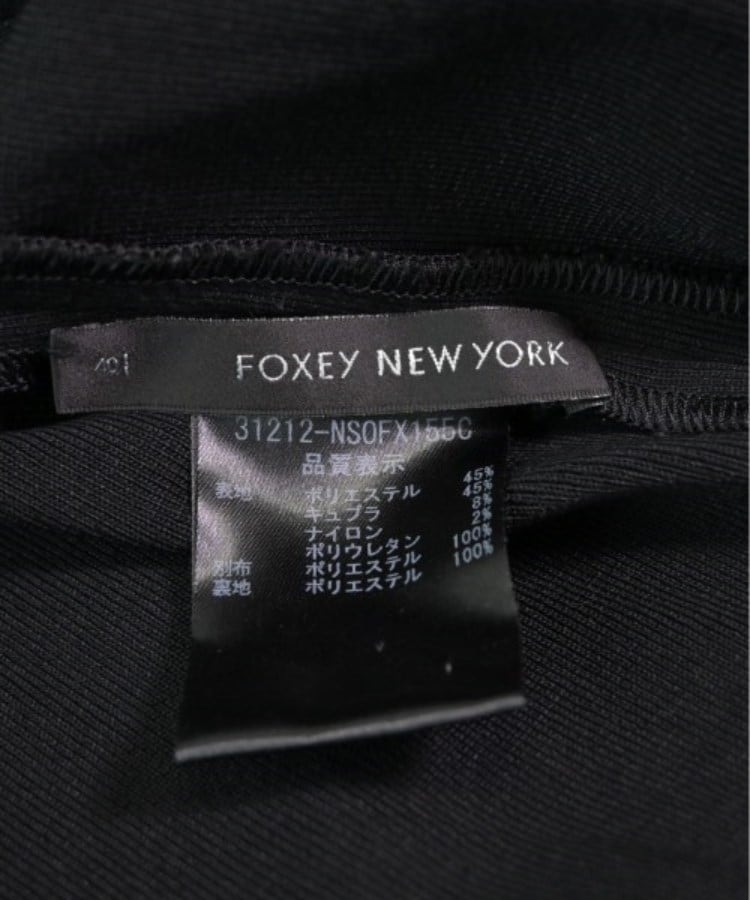 40
FOXEY NEW YORK
31212-NSOFX155C
品質表示
表地 ポリエステル 45%
キュプラ 45%
ナイロン 8%
ポリウレタン 2%
別布 ポリエステル 100%
裏地 ポリエステル 100%